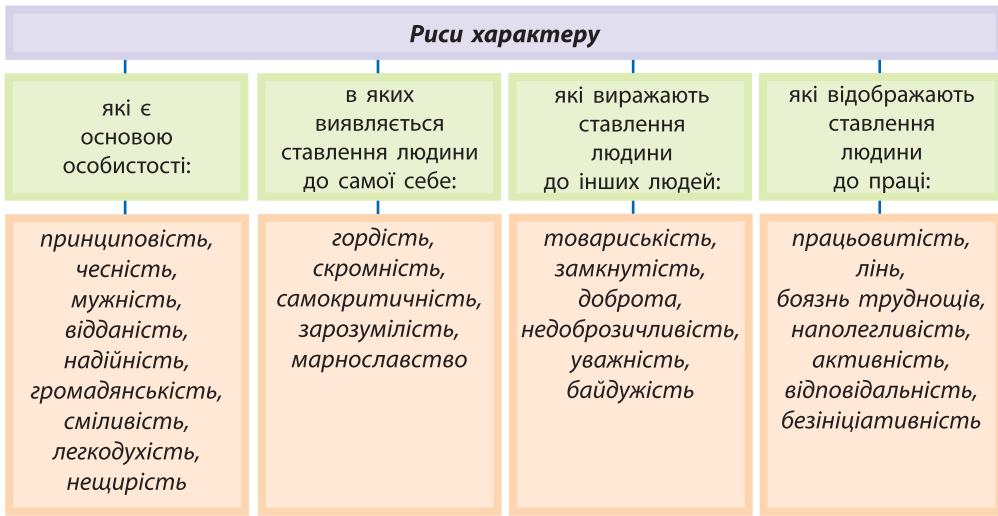 Риси характеру
які є
основою
особистості:
в яких
виявляється
ставлення людини
до самої себе:
які виражають
ставлення
людини
до інших людей:
які відображають
ставлення
людини
до праці:
принциповість,
чесність,
мужність,
відданість,
надійність,
громадянськість,
сміливість,
легкодухість,
нещирість
гордість,
скромність,
самокритичність,
зарозумілість,
марнославство
товариськість,
замкнутість,
доброта,
недоброзичливість,
уважність,
байдужість
працьовитість,
лінь,
боязнь труднощів,
наполегливість,
активність,
відповідальність,
безініціативність